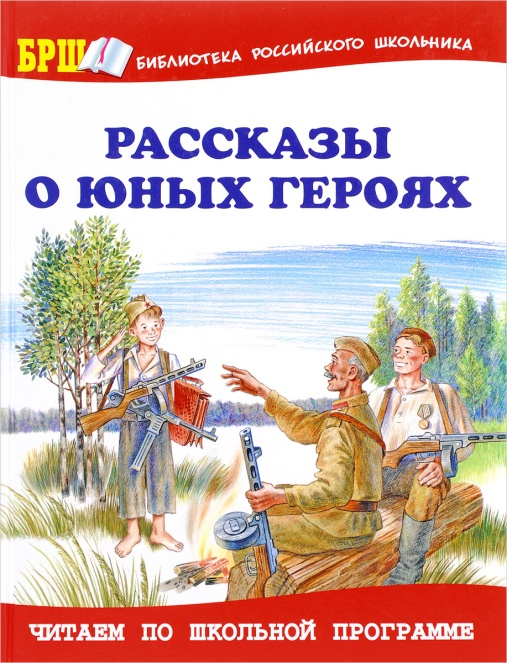 БРШ БИБЛИОТЕКА РОССИЙСКОГО ШКОЛЬНИКА
РАССКАЗЫ
О ЮНЫХ ГЕРОЯХ
ЧИТАЕМ ПО ШКОЛЬНОЙ ПРОГРАММЕ